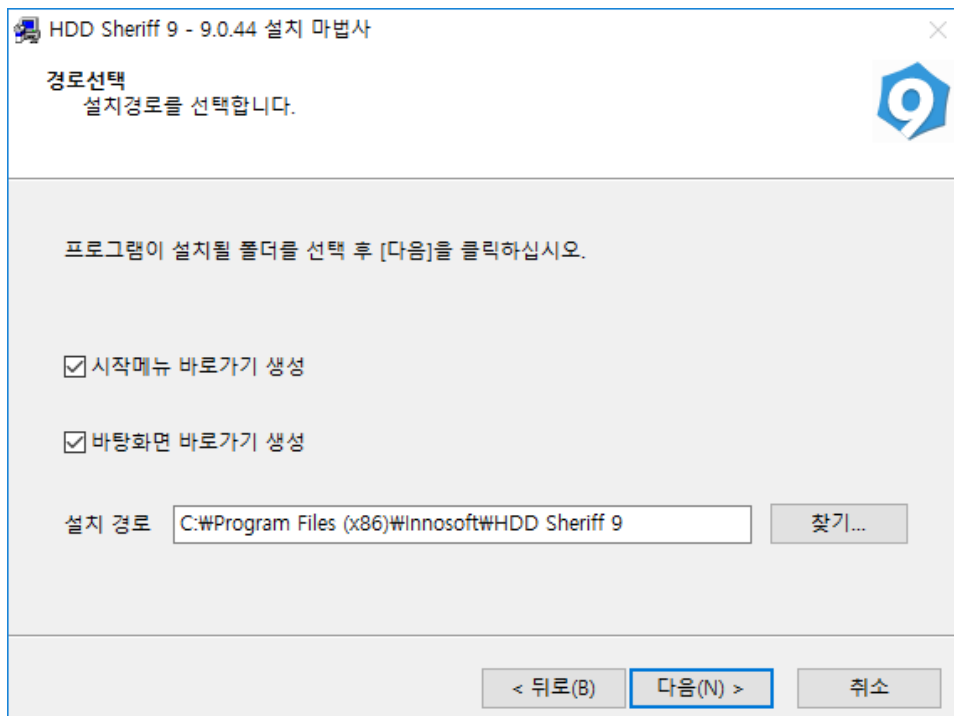 HDD Sheriff 9 - 9.0.44 설치 마법사
경로선택
설치경로를 선택합니다.
9
프로그램이 설치될 폴더를 선택 후 [다음]을 클릭하십시오.
시작메뉴 바로가기 생성
바탕화면 바로가기 생성
설치 경로 C:₩Program Files (x86)₩Innosoft₩HDD Sheriff 9 찾기...
< 뒤로(B) 다음(N) > 취소